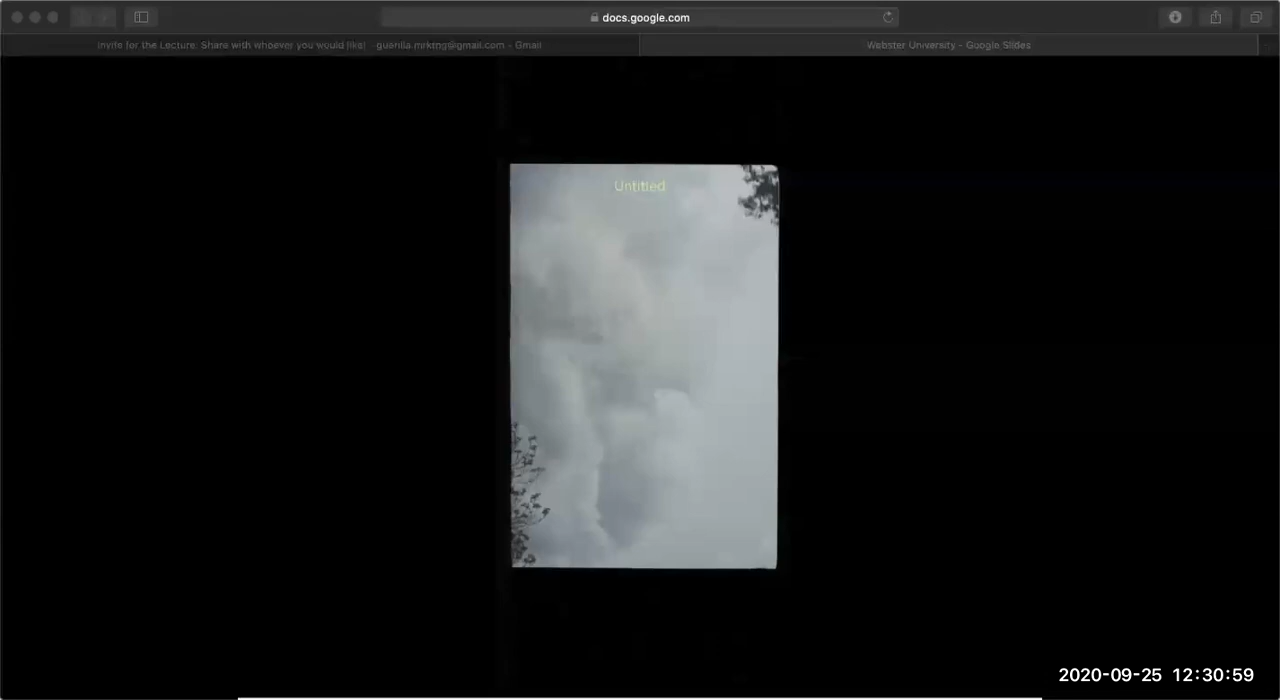 docs.google.com
Invite for the Lecture. Share with whoever you would like! - guerilla.mrktng@gmail.com - Gmail
Webster University - Google Slides
Untitled
2020-09-25 12:30:59